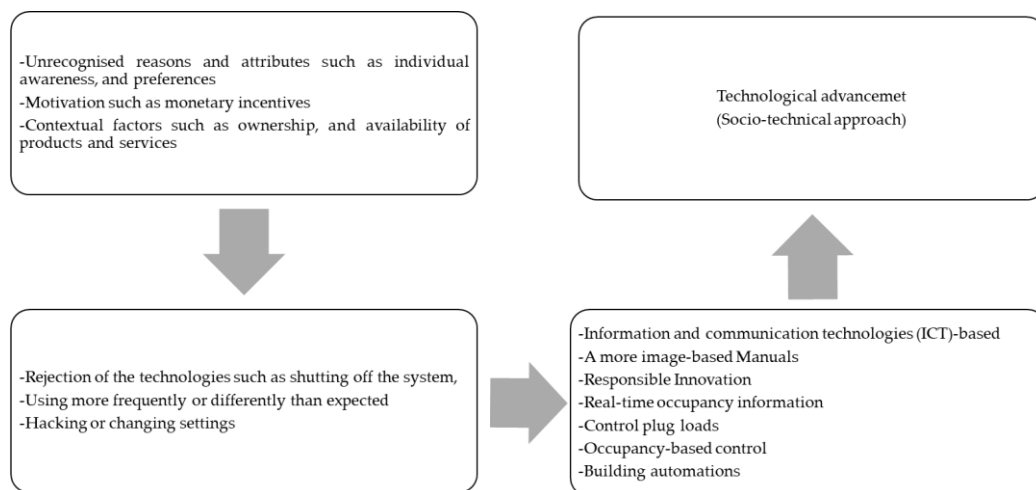 -Unrecognised reasons and attributes such as individual
awareness, and preferences
-Motivation such as monetary incentives
-Contextual factors such as ownership, and availability of
products and services
-Rejection of the technologies such as shutting off the system,
-Using more frequently or differently than expected
-Hacking or changing settings
-Information and communication technologies (ICT)-based
-A more image-based Manuals
-Responsible Innovation
-Real-time occupancy information
-Control plug loads
-Occupancy-based control
-Building automations
Technological advancemet
(Socio-technical approach)